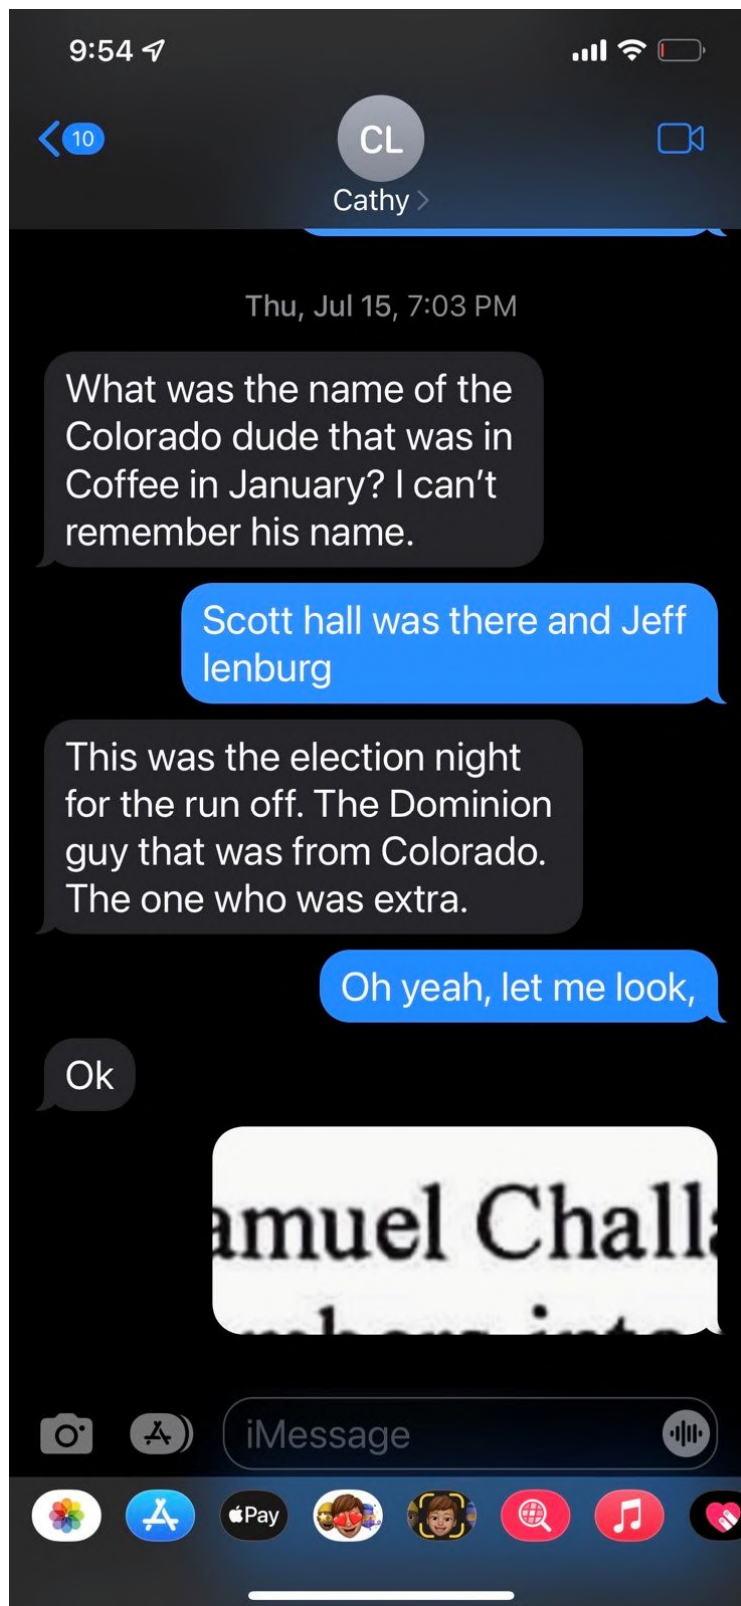 9:54
10
CL
Cathy
Thu, Jul 15, 7:03 PM
What was the name of the
Colorado dude that was in
Coffee in January? I can't
remember his name.
Scott hall was there and Jeff
lenburg
This was the election night
for the run off. The Dominion
guy that was from Colorado.
The one who was extra.
Oh yeah, let me look,
Ok
amuel Chall
iMessage
Pay